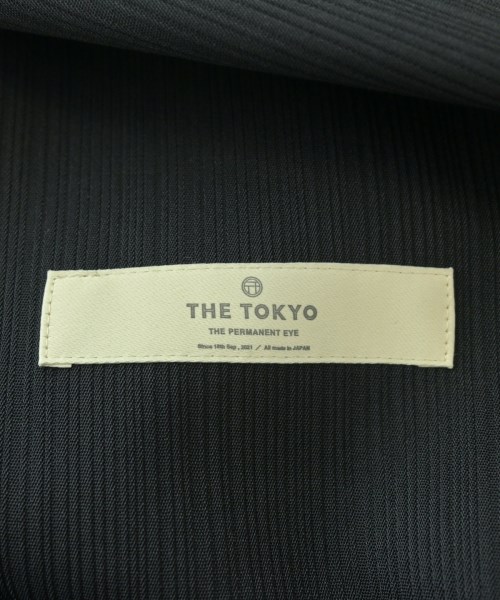 THE TOKYO
THE PERMANENT EYE
Since 18th Sep., 2021 / All made in JAPAN